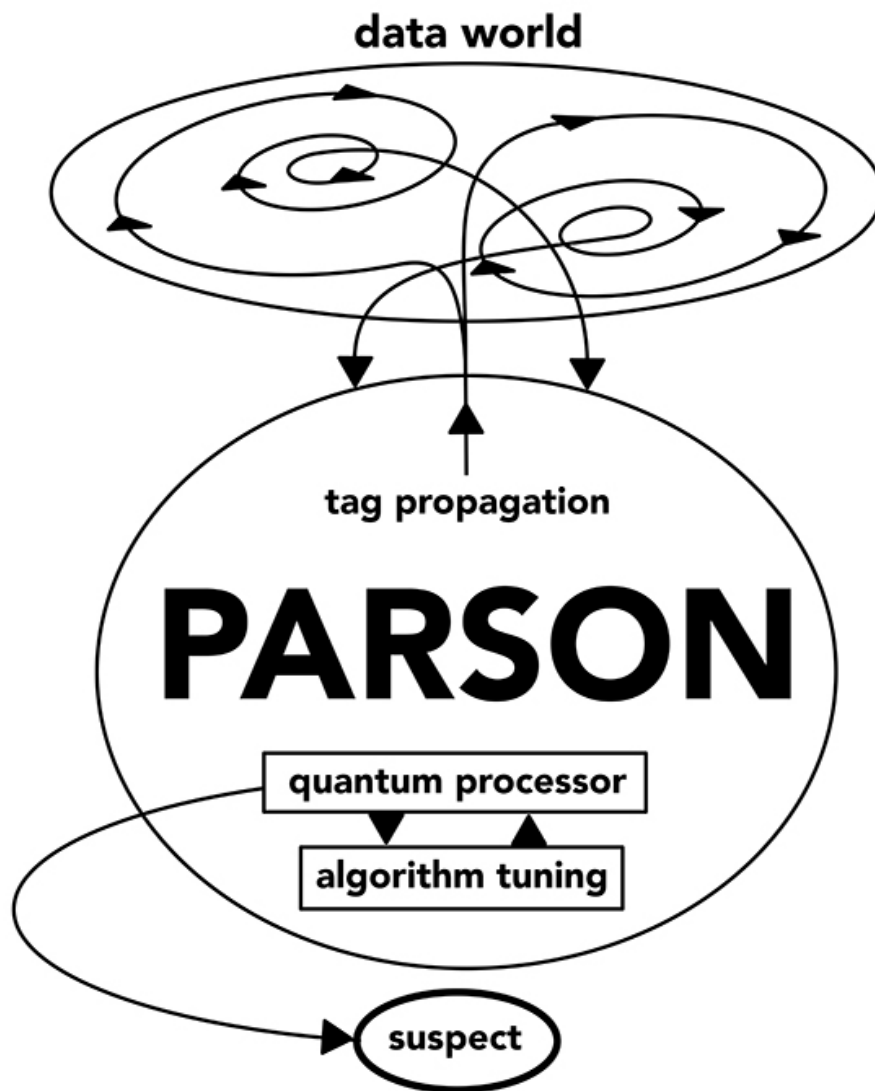 data world
tag propagation
PARSON
quantum processor
algorithm tuning
suspect